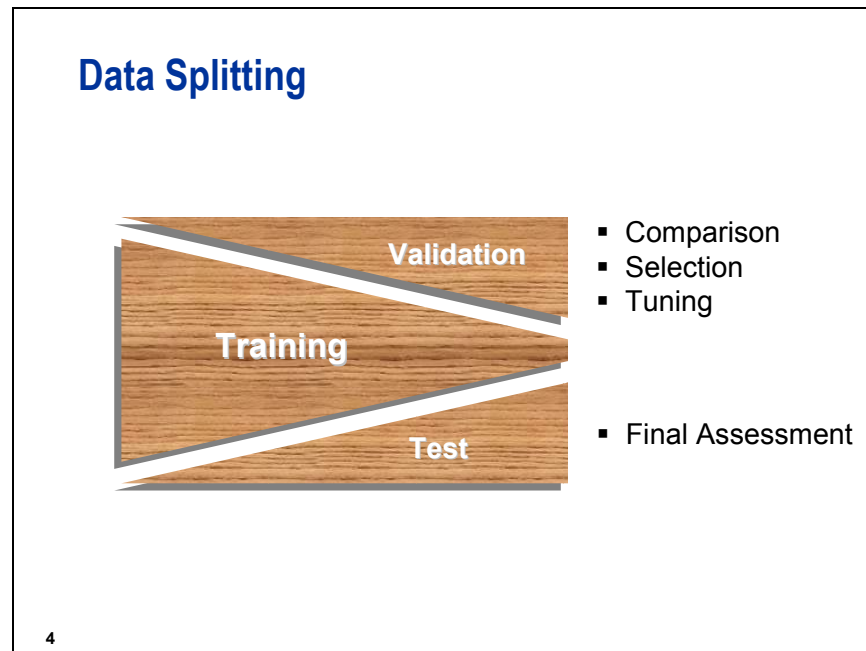 Data Splitting
Validation
Training
Test
▪ Comparison
▪ Selection
▪ Tuning
▪ Final Assessment
4